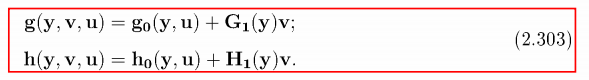 g(y, v, u) = g₀(y, u) + G₁(y)v;
(2.303)
h(y, v, u) = h₀(y, u) + H₁(y)v.